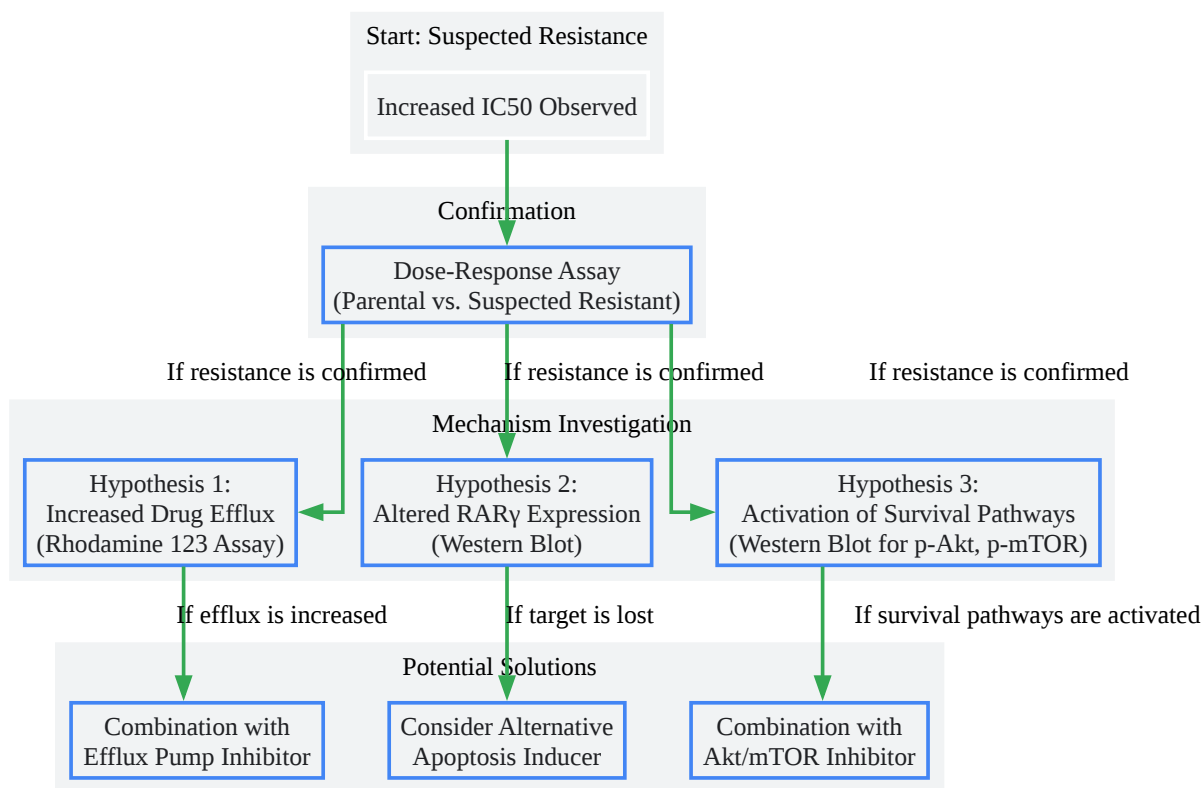 Start: Suspected Resistance
Increased IC50 Observed
Confirmation
Dose-Response Assay
(Parental vs. Suspected Resistant)
If resistance is confirmed
If resistance is confirmed
If resistance is confirmed
Mechanism Investigation
Hypothesis 1:
Increased Drug Efflux
(Rhodamine 123 Assay)
Hypothesis 2:
Altered RARγ Expression
(Western Blot)
Hypothesis 3:
Activation of Survival Pathways
(Western Blot for p-Akt, p-mTOR)
If efflux is increased
If target is lost
If survival pathways are activated
Potential Solutions
Combination with
Efflux Pump Inhibitor
Consider Alternative
Apoptosis Inducer
Combination with
Akt/mTOR Inhibitor